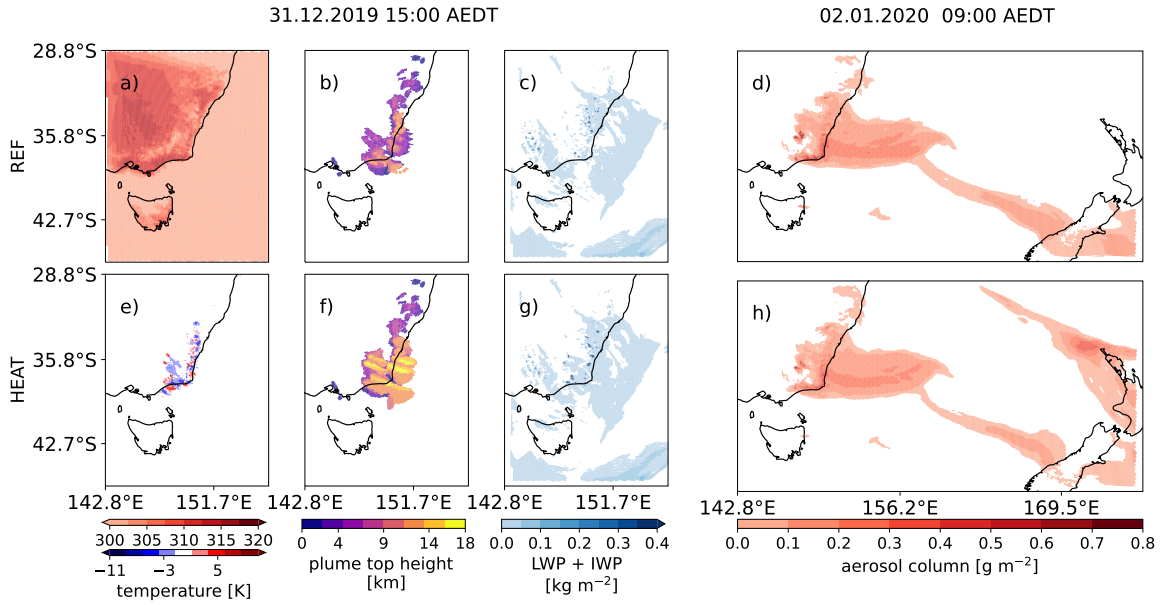 31.12.2019 15:00 AEDT
02.01.2020 09:00 AEDT
REF
28.8°S
35.8°S
42.7°S
a)
b)
c)
d)
HEAT
28.8°S
35.8°S
42.7°S
e)
f)
g)
h)
142.8°E 151.7°E
142.8°E 151.7°E
142.8°E 151.7°E
142.8°E 156.2°E 169.5°E
300 305 310 315 320
−11 −3 5
temperature [K]
0 4 9 14 18
plume top height
[km]
0.0 0.1 0.2 0.3 0.4
LWP + IWP
[kg m⁻²]
0.0 0.1 0.2 0.3 0.4 0.5 0.6 0.7 0.8
aerosol column [g m⁻²]